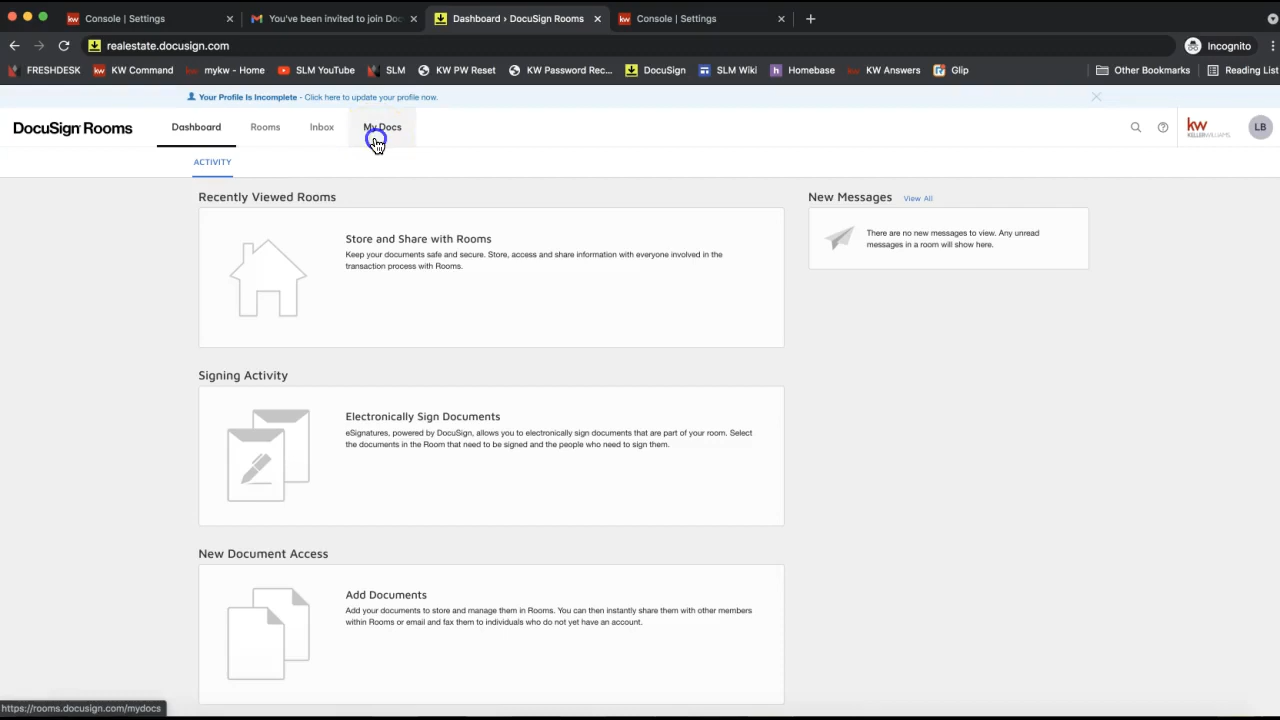 Console | Settings
You've been invited to join Doc
Dashboard › DocuSign Rooms
Console | Settings
realestate.docusign.com
Incognito
FRESHDESK
KW Command
mykw - Home
SLM YouTube
SLM
KW PW Reset
KW Password Rec...
DocuSign
SLM Wiki
Homebase
KW Answers
Glip
Other Bookmarks
Reading List
Your Profile Is Incomplete - Click here to update your profile now.
DocuSign Rooms
Dashboard
Rooms
Inbox
My Docs
kw
KELLERWILLIAMS
LB
ACTIVITY
Recently Viewed Rooms
Store and Share with Rooms
Keep your documents safe and secure. Store, access and share information with everyone involved in the
transaction process with Rooms.
New Messages View All
There are no new messages to view. Any unread
messages in a room will show here.
Signing Activity
Electronically Sign Documents
eSignatures, powered by DocuSign, allows you to electronically sign documents that are part of your room. Select
the documents in the Room that need to be signed and the people who need to sign them.
New Document Access
Add Documents
Add your documents to store and manage them in Rooms. You can then instantly share them with other members
within Rooms or email and fax them to individuals who do not yet have an account.
https://rooms.docusign.com/mydocs